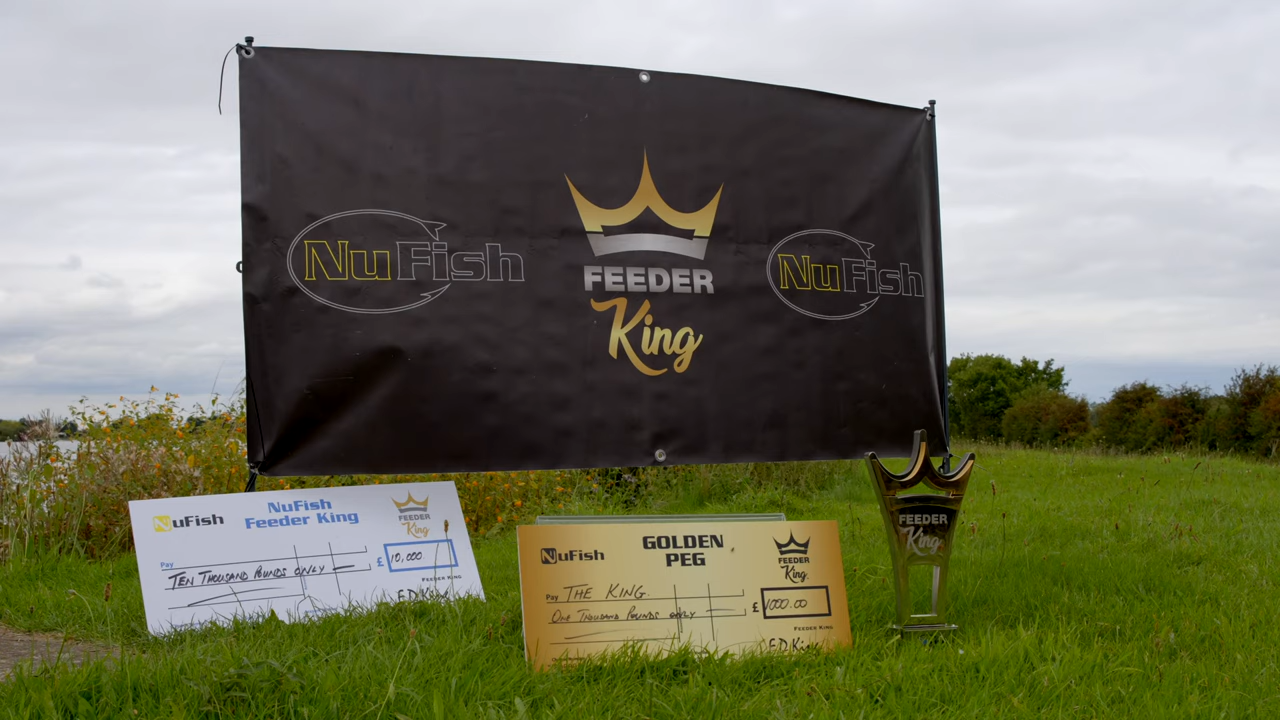 NuFish
FEEDER
King
NuFish
NuFish
NuFish
Feeder King
FEEDER
King
Pay
TEN THOUSAND POUNDS ONLY
£
10,000
FEEDER KING
NuFish
GOLDEN
PEG
FEEDER
King
Pay THE KING
ONE THOUSAND POUNDS ONLY
£
1000.00
FEEDER KING
FEEDER
King